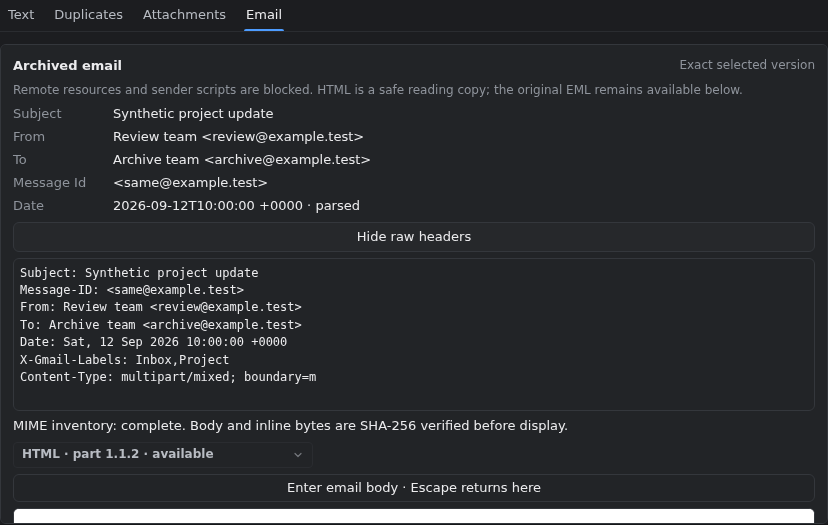 Text Duplicates Attachments Email
Archived email Exact selected version
Remote resources and sender scripts are blocked. HTML is a safe reading copy; the original EML remains available below.
Subject Synthetic project update
From Review team <review@example.test>
To Archive team <archive@example.test>
Message Id <same@example.test>
Date 2026-09-12T10:00:00 +0000 · parsed
Hide raw headers
Subject: Synthetic project update
Message-ID: <same@example.test>
From: Review team <review@example.test>
To: Archive team <archive@example.test>
Date: Sat, 12 Sep 2026 10:00:00 +0000
X-Gmail-Labels: Inbox,Project
Content-Type: multipart/mixed; boundary=m
MIME inventory: complete. Body and inline bytes are SHA-256 verified before display.
HTML · part 1.1.2 · available
Enter email body · Escape returns here